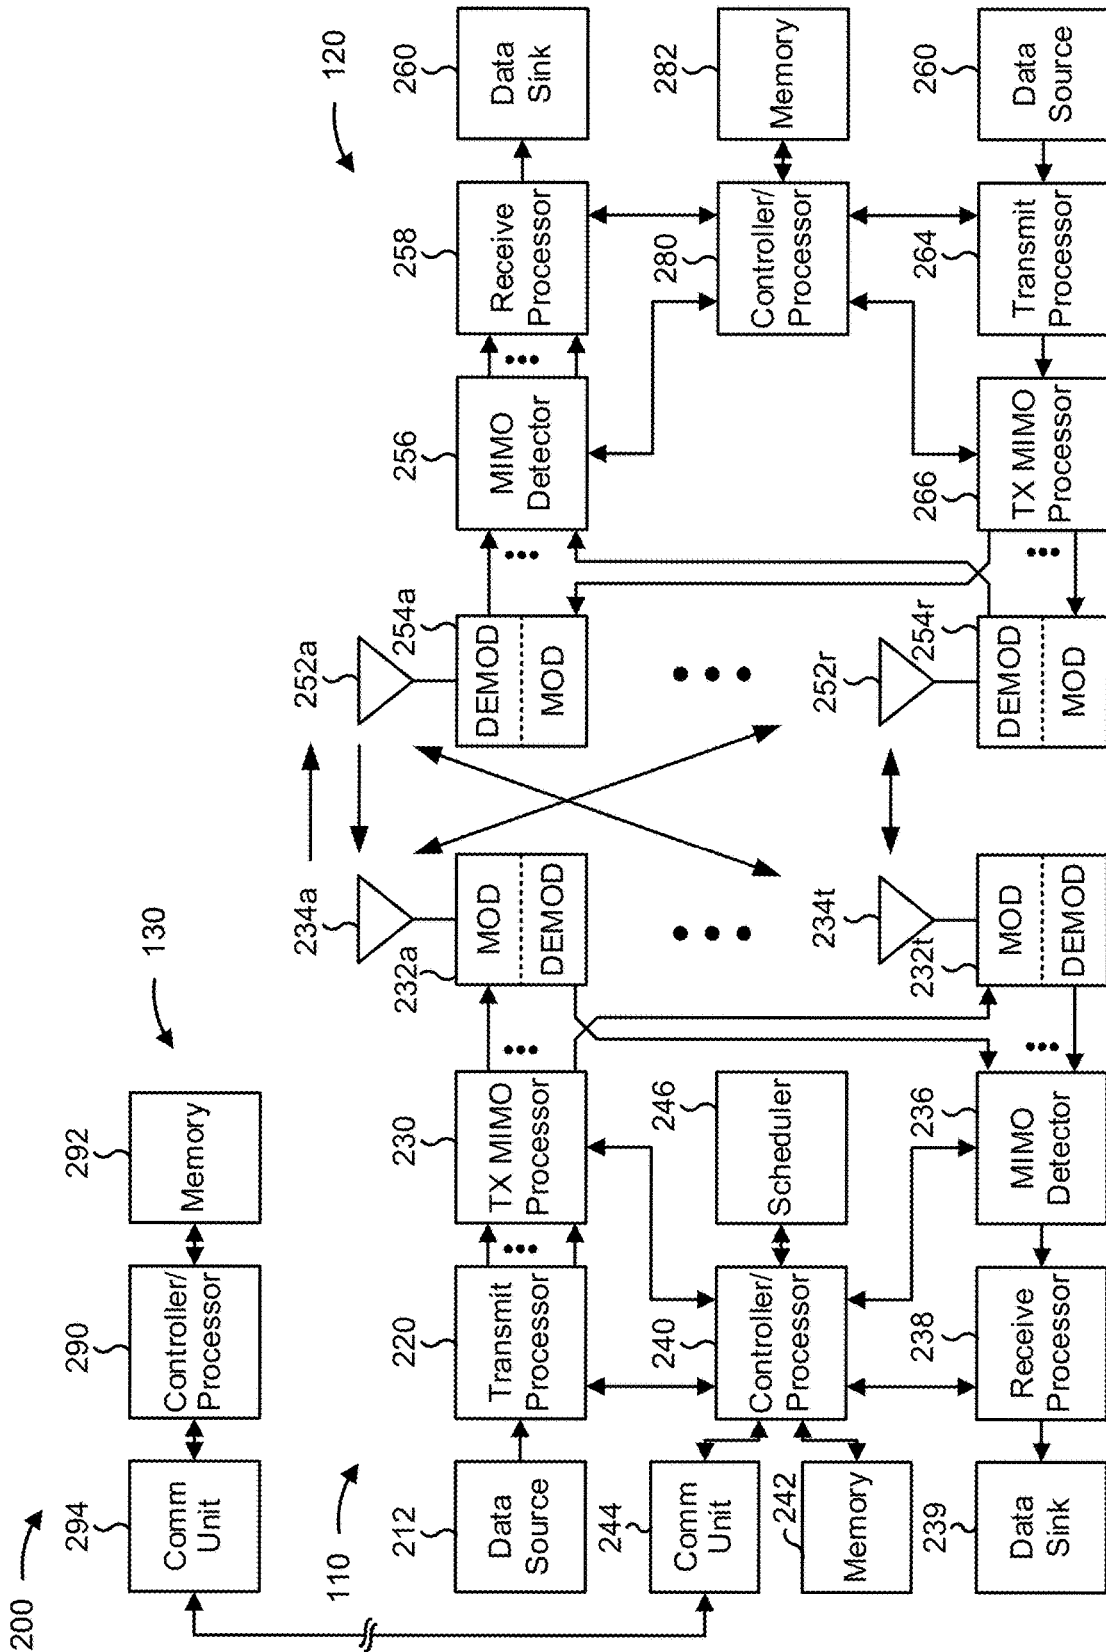 200
294
Comm
Unit
290
Controller/
Processor
292
Memory
130
110
212
Data
Source
220
Transmit
Processor
230
TX MIMO
Processor
232a
MOD
DEMOD
234a
252a
254a
DEMOD
MOD
256
MIMO
Detector
258
Receive
Processor
260
Data
Sink
120
244
Comm
Unit
242
Memory
240
Controller/
Processor
246
Scheduler
280
Controller/
Processor
282
Memory
239
Data
Sink
238
Receive
Processor
236
MIMO
Detector
232t
MOD
DEMOD
234t
252r
254r
DEMOD
MOD
266
TX MIMO
Processor
264
Transmit
Processor
260
Data
Source